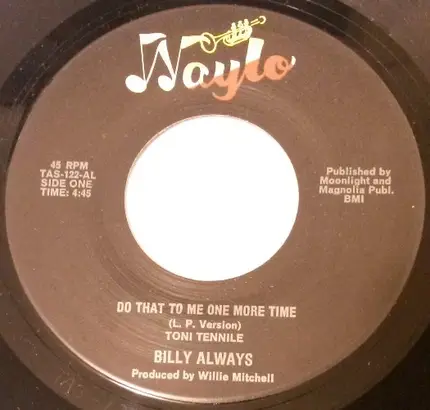 Waylo
45 RPM
TAS-122-AL
SIDE ONE
TIME: 4:45
Published by
Moonlight and
Magnolia Publ.
BMI
DO THAT TO ME ONE MORE TIME
(L. P. Version)
TONI TENNILE
BILLY ALWAYS
Produced by Willie Mitchell